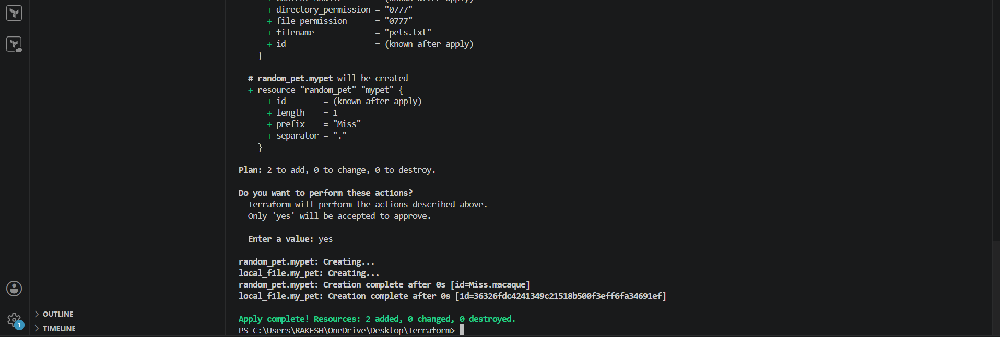 + content_sha512 = (known after apply)
+ directory_permission = "0777"
+ file_permission = "0777"
+ filename = "pets.txt"
+ id = (known after apply)
}
# random_pet.mypet will be created
+ resource "random_pet" "mypet" {
+ id = (known after apply)
+ length = 1
+ prefix = "Miss"
+ separator = "."
}
Plan: 2 to add, 0 to change, 0 to destroy.
Do you want to perform these actions?
Terraform will perform the actions described above.
Only 'yes' will be accepted to approve.
Enter a value: yes
random_pet.mypet: Creating...
local_file.my_pet: Creating...
random_pet.mypet: Creation complete after 0s [id=Miss.macaque]
local_file.my_pet: Creation complete after 0s [id=36326fdc4241349c21518b500f3eff6fa34691ef]
Apply complete! Resources: 2 added, 0 changed, 0 destroyed.
PS C:\Users\RAKESH\OneDrive\Desktop\Terraform>
OUTLINE
TIMELINE
1